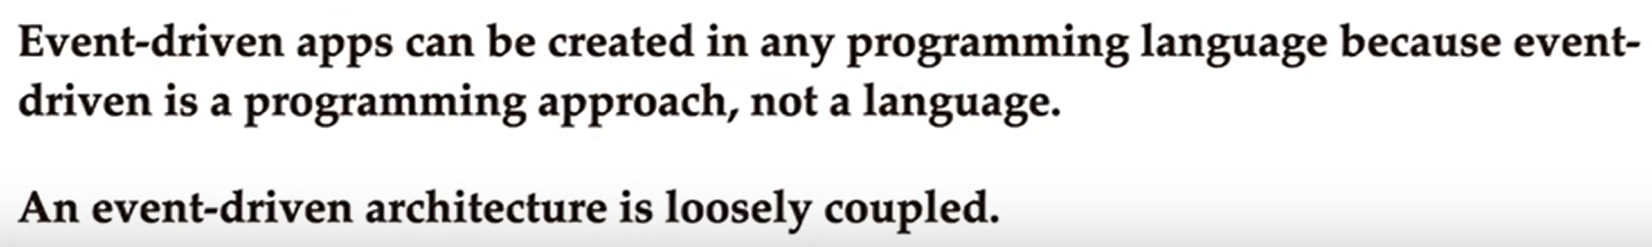 Event-driven apps can be created in any programming language because event-
driven is a programming approach, not a language.
An event-driven architecture is loosely coupled.